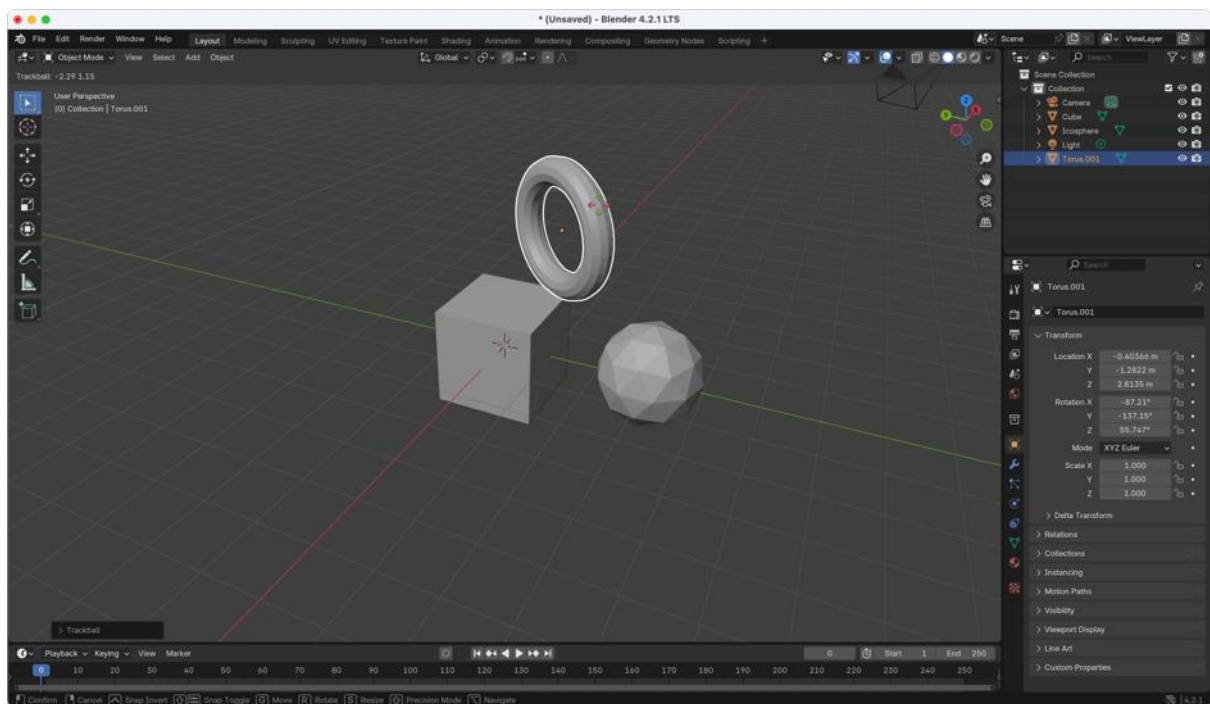 * (Unsaved) - Blender 4.2.1 LTS
File Edit Render Window Help Layout Modeling Sculpting UV Editing Texture Paint Shading Animation Rendering Compositing Geometry Nodes Scripting + Scene ViewLayer
Object Mode View Select Add Object Global Search
Trackball: -2.29 1.15
User Perspective
(0) Collection | Torus.001
Scene Collection
Collection
Camera
Cube
Icosphere
Light
Torus.001
Search
Torus.001
Torus.001
Transform
Location X -0.40366 m
Y -1.2822 m
Z 2.8135 m
Rotation X -87.21°
Y -137.15°
Z 55.747°
Mode XYZ Euler
Scale X 1.000
Y 1.000
Z 1.000
Delta Transform
Relations
Collections
Instancing
Motion Paths
Visibility
Viewport Display
Line Art
Custom Properties
Trackball
Playback Keying View Marker 0 Start 1 End 250
0 10 20 30 40 50 60 70 80 90 100 110 120 130 140 150 160 170 180 190 200 210 220 230 240 250
Confirm Cancel Snap Invert Snap Toggle G Move R Rotate S Resize Precision Mode Navigate 4.2.1